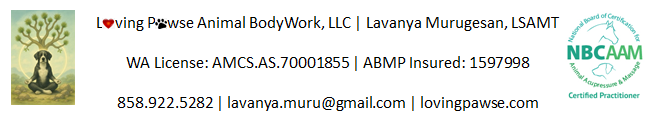 Loving Pawse Animal BodyWork, LLC | Lavanya Murugesan, LSAMT
WA License: AMCS.AS.70001855 | ABMP Insured: 1597998
858.922.5282 | lavanya.muru@gmail.com | lovingpawse.com
National Board of Certification for
NBCAAM
Animal Acupressure & Massage
Certified Practitioner